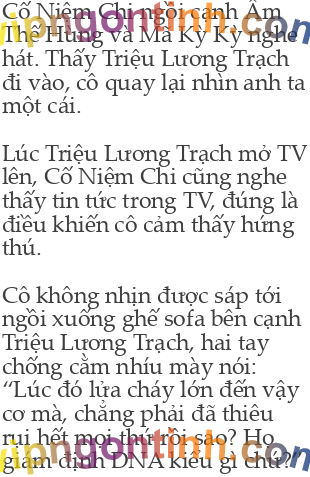 Cố Niệm Chi ngồi cạnh Âm
Thế Hùng và Mã Kỳ Kỳ nghe
hát. Thấy Triệu Lương Trạch
đi vào, cô quay lại nhìn anh ta
một cái.
Lúc Triệu Lương Trạch mở TV
lên, Cố Niệm Chi cũng nghe
thấy tin tức trong TV, đúng là
điều khiến cô cảm thấy hứng
thú.
Cô không nhịn được sáp tới
ngồi xuống ghế sofa bên cạnh
Triệu Lương Trạch, hai tay
chống cằm nhíu mày nói:
“Lúc đó lửa cháy lớn đến vậy
cơ mà, chẳng phải đã thiêu
rụi hết mọi thứ rồi sao? Họ
giám định DNA kiểu gì chứ?”
vipngontinh.com
vipngontinh.com